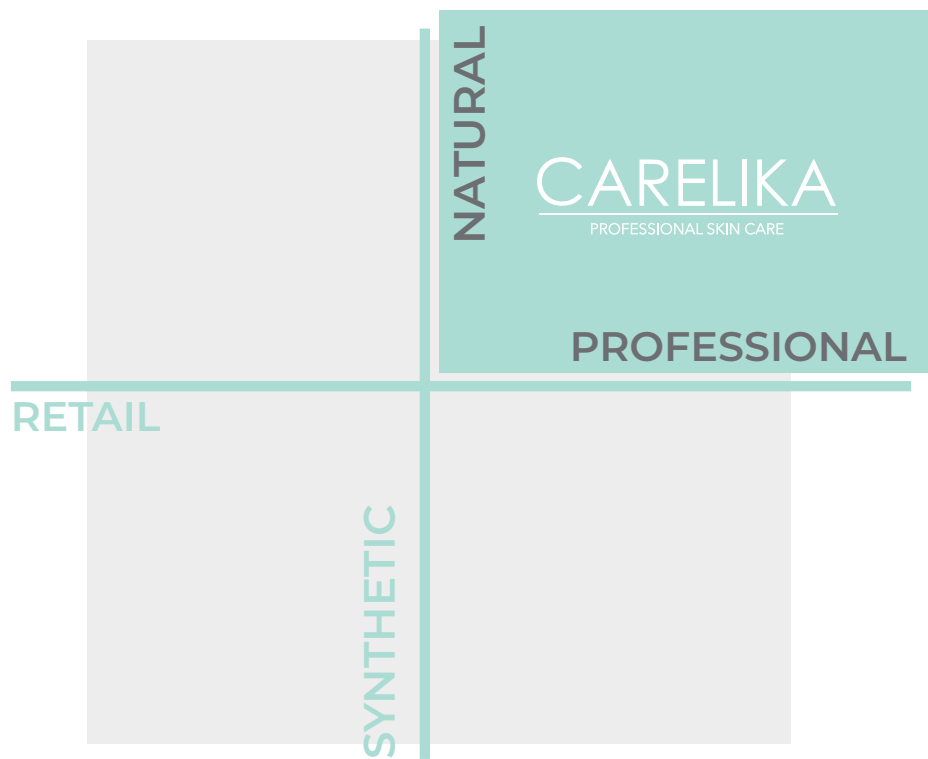 NATURAL
CARELIKA
PROFESSIONAL SKIN CARE
PROFESSIONAL
RETAIL
SYNTHETIC